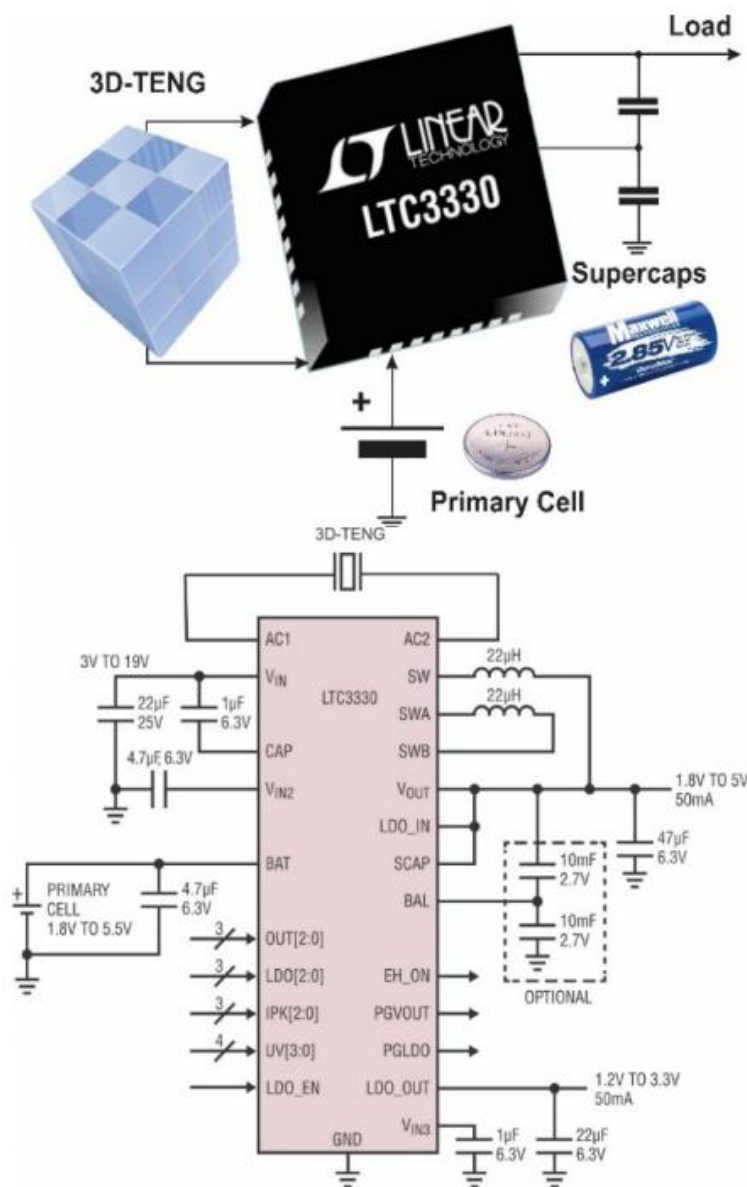 Load
3D-TENG
LINEAR
TECHNOLOGY
LTC3330
Supercaps
Maxwell
TECHNOLOGIES
2.85V
+
+
Primary Cell
3D-TENG
AC1
AC2
3V TO 19V
VIN
SW
22µH
22µF
25V
1µF
6.3V
LTC3330
SWA
22µH
CAP
SWB
4.7µF, 6.3V
VIN2
VOUT
1.8V TO 5V
50mA
LDO_IN
47µF
6.3V
BAT
SCAP
10mF
2.7V
+
PRIMARY
CELL
1.8V TO 5.5V
4.7µF
6.3V
BAL
10mF
2.7V
3
OUT[2:0]
3
LDO[2:0]
EH_ON
OPTIONAL
3
IPK[2:0]
PGVOUT
4
UV[3:0]
PGLDO
LDO_EN
LDO_OUT
1.2V TO 3.3V
50mA
VIN3
GND
1µF
6.3V
22µF
6.3V